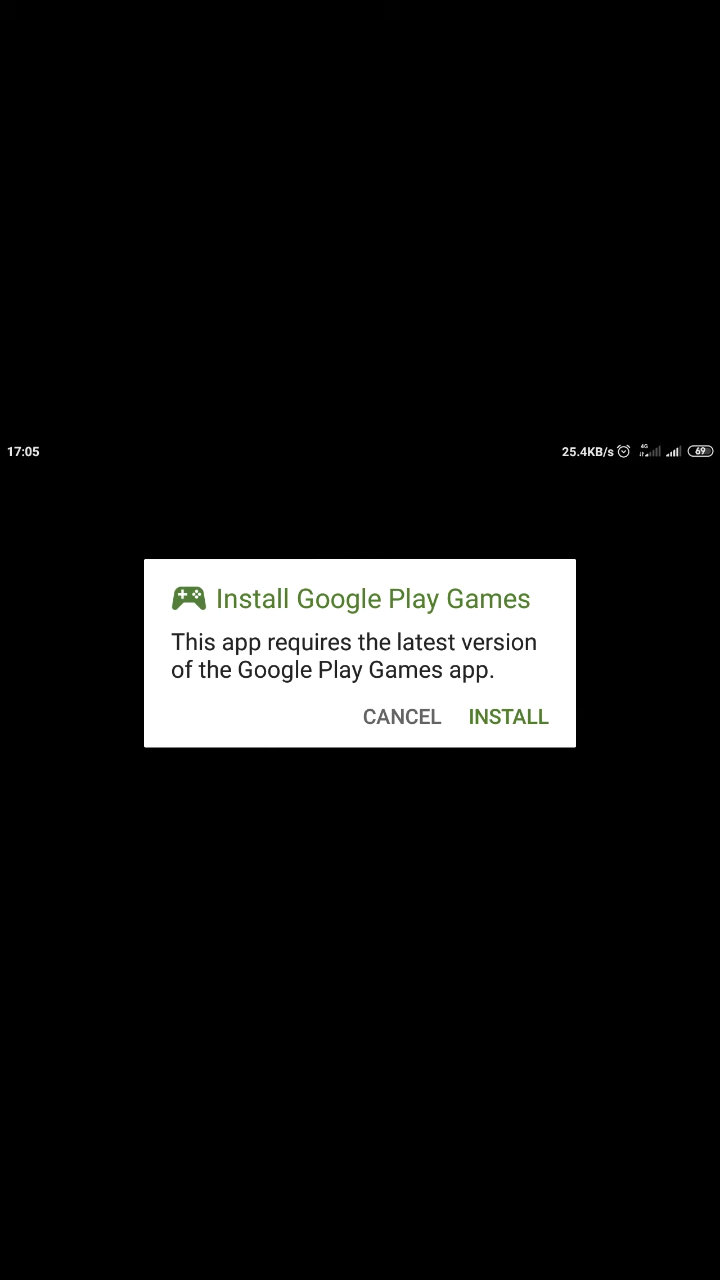 17:05 25.4KB/s 4G 69
Install Google Play Games
This app requires the latest version
of the Google Play Games app.
CANCEL INSTALL